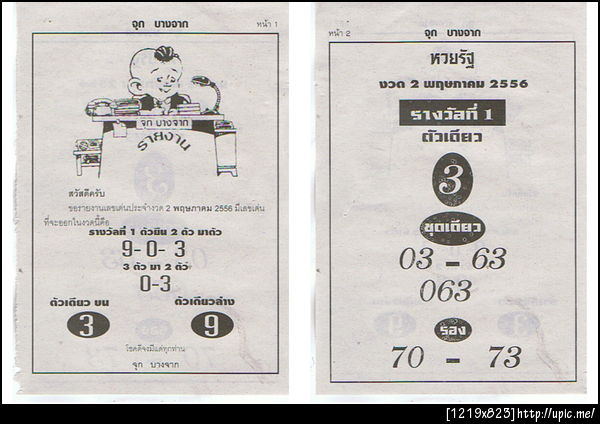 จุก บางจาก
หน้า 1
จุก บางจาก
รายงาน
สวัสดีครับ
ขอรายงานเลขเด่นประจำงวด 2 พฤษภาคม 2556 มีเลขเด่น
ที่จะออกในงวดนี้คือ
รางวัลที่ 1 ตัวยืน 2 ตัว มาตัว
9-0-3
3 ตัว มา 2 ตัว
0-3
ตัวเดียว บน
ตัวเดียวล่าง
3
9
โชคดีจงมีแด่ทุกท่าน
จุก บางจาก
หน้า 2
จุก บางจาก
หวยรัฐ
งวด 2 พฤษภาคม 2556
รางวัลที่ 1
ตัวเดียว
3
ชุดเดียว
03 - 63
063
รอง
70 - 73
[1219x823]http://upic.me/